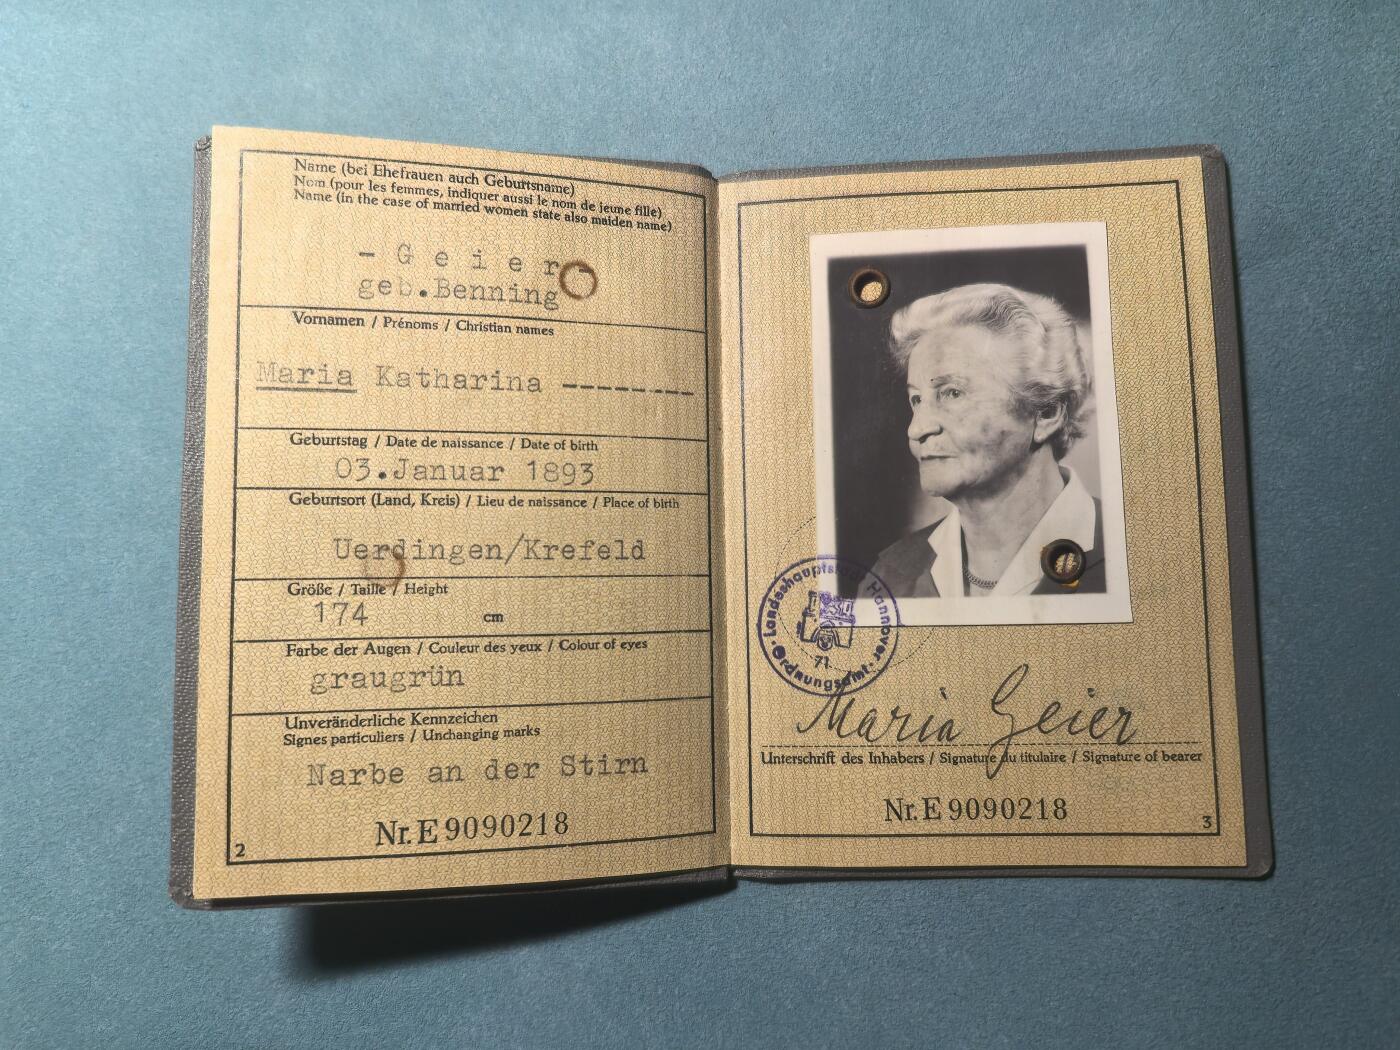 Name (bei Ehefrauen auch Geburtsname)
Nom (pour les femmes, indiquer aussi le nom de jeune fille)
Name (in the case of married women state also maiden name)
- G e i e r -
geb.Benning
Vornamen / Prénoms / Christian names
Maria Katharina --------
Geburtstag / Date de naissance / Date of birth
03.Januar 1893
Geburtsort (Land, Kreis) / Lieu de naissance / Place of birth
Uerdingen/Krefeld
Größe / Taille / Height
174 cm
Farbe der Augen / Couleur des yeux / Colour of eyes
graugrün
Unveränderliche Kennzeichen
Signes particuliers / Unchanging marks
Narbe an der Stirn
Nr. E 9090218
2
Landeshauptstadt Hannover
Ordnungsamt
71
Maria Geier
Unterschrift des Inhabers / Signature du titulaire / Signature of bearer
Nr. E 9090218
3